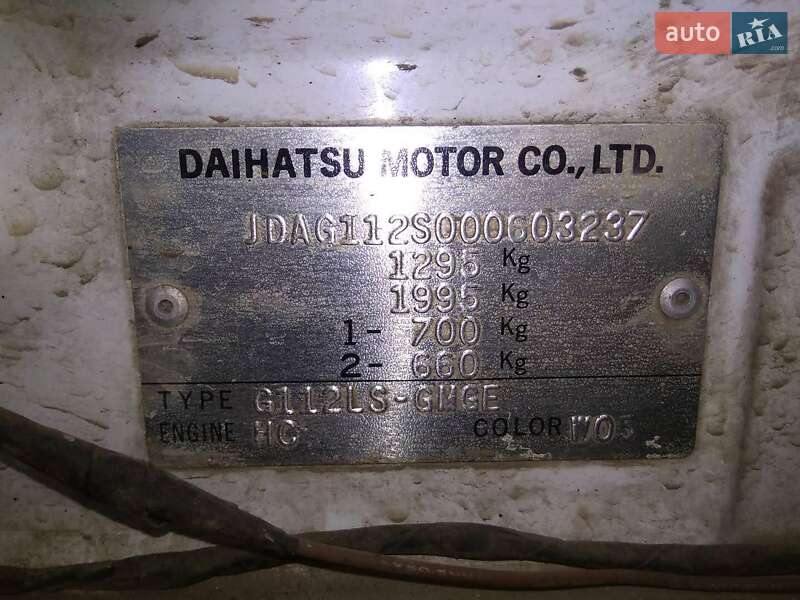 auto RIA .com
DAIHATSU MOTOR CO., LTD.
JDAG112S000603237
1295 Kg
1995 Kg
1- 700 Kg
2- 660 Kg
TYPE G112LS-GMGE
ENGINE HC COLOR W05